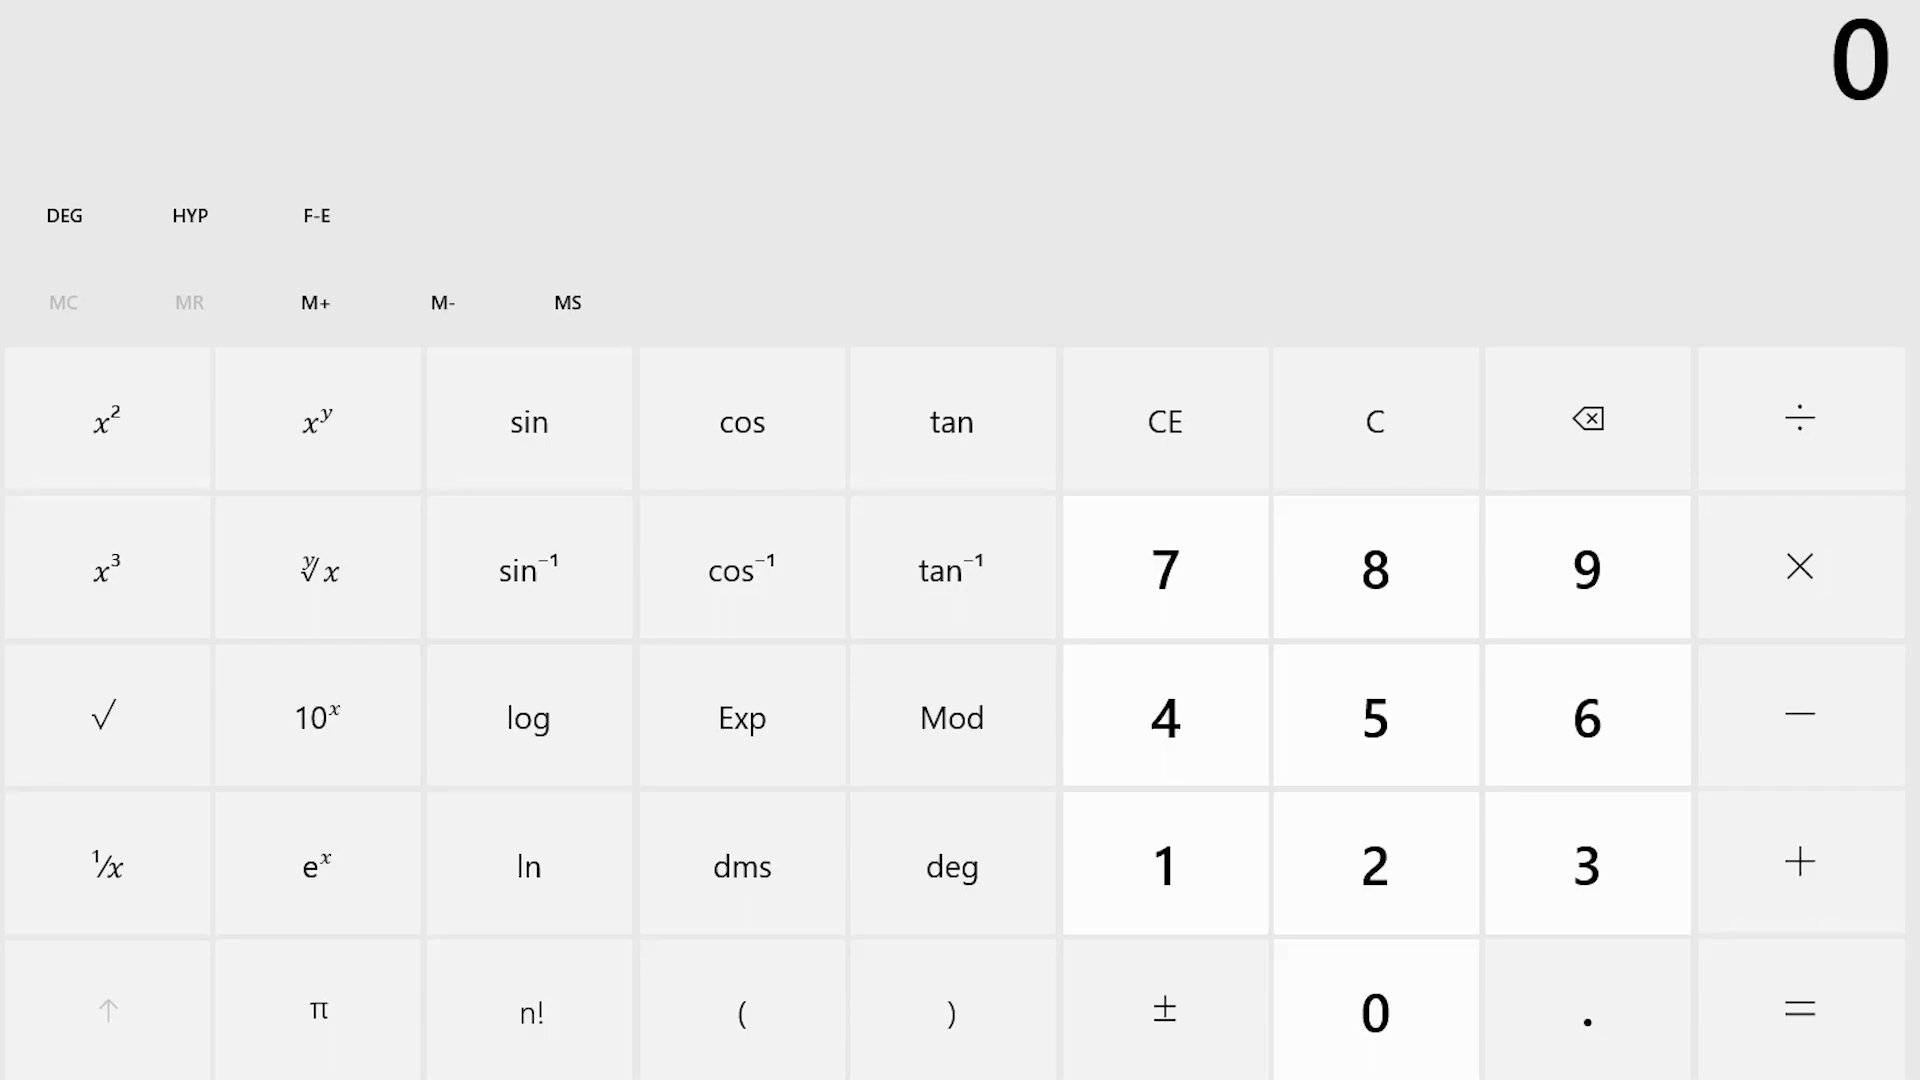 0
DEG HYP F-E
MC MR M+ M- MS
x² xʸ sin cos tan CE C ÷
x³ ʸ√x sin⁻¹ cos⁻¹ tan⁻¹ 7 8 9 ×
√ 10ˣ log Exp Mod 4 5 6 −
¹/x eˣ ln dms deg 1 2 3 +
↑ π n! ( ) ± 0 . =